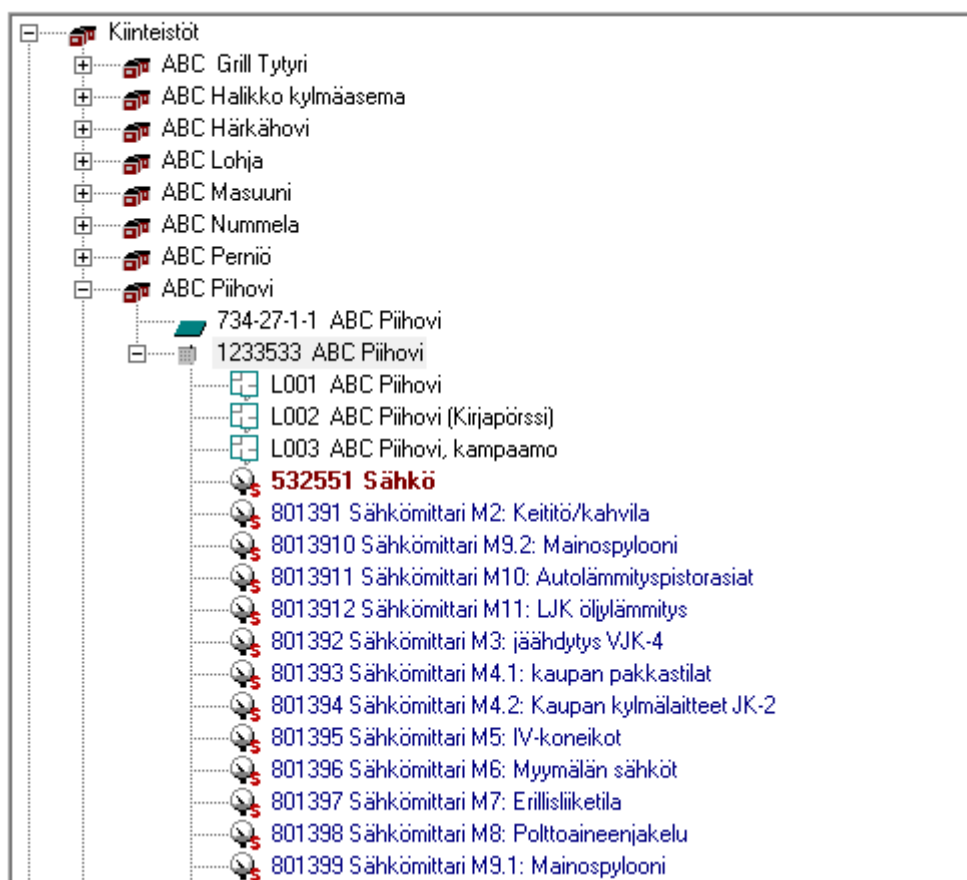 Kiinteistöt
ABC Grill Tytyri
ABC Halikko kylmäasema
ABC Härkähovi
ABC Lohja
ABC Masuuni
ABC Nummela
ABC Perniö
ABC Piihovi
734-27-1-1 ABC Piihovi
1233533 ABC Piihovi
L001 ABC Piihovi
L002 ABC Piihovi (Kirjapörssi)
L003 ABC Piihovi, kampaamo
532551 Sähkö
801391 Sähkömittari M2: Keititö/kahvila
8013910 Sähkömittari M9.2: Mainospylooni
8013911 Sähkömittari M10: Autolämmityspistorasiat
8013912 Sähkömittari M11: LJK öljylämmitys
801392 Sähkömittari M3: jäähdytys VJK-4
801393 Sähkömittari M4.1: kaupan pakkastilat
801394 Sähkömittari M4.2: Kaupan kylmälaitteet JK-2
801395 Sähkömittari M5: IV-koneikot
801396 Sähkömittari M6: Myymälän sähköt
801397 Sähkömittari M7: Erillisliiketila
801398 Sähkömittari M8: Polttoaineenjakelu
801399 Sähkömittari M9.1: Mainospylooni